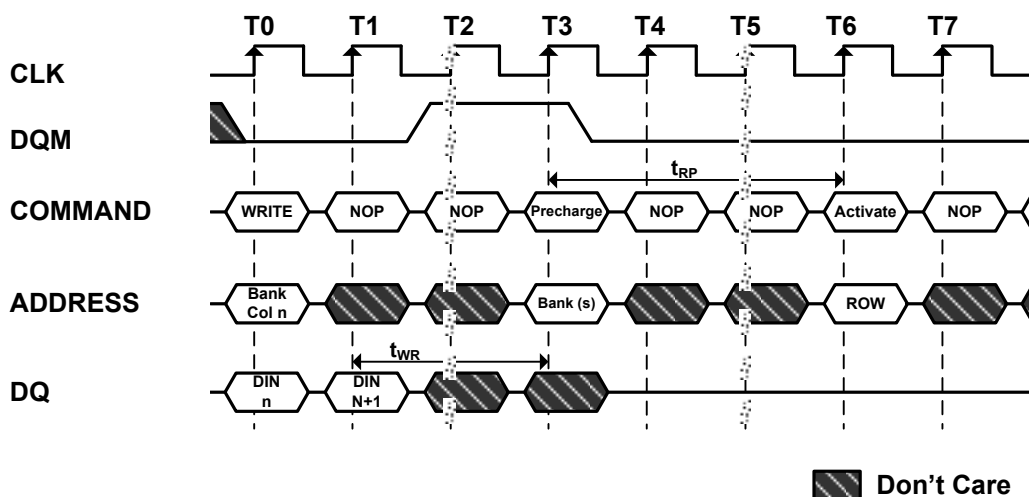 T0 T1 T2 T3 T4 T5 T6 T7
CLK
DQM
tRP
COMMAND WRITE NOP NOP Precharge NOP NOP Activate NOP
ADDRESS Bank Col n Bank (s) ROW
tWR
DQ DIN n DIN N+1
Don't Care